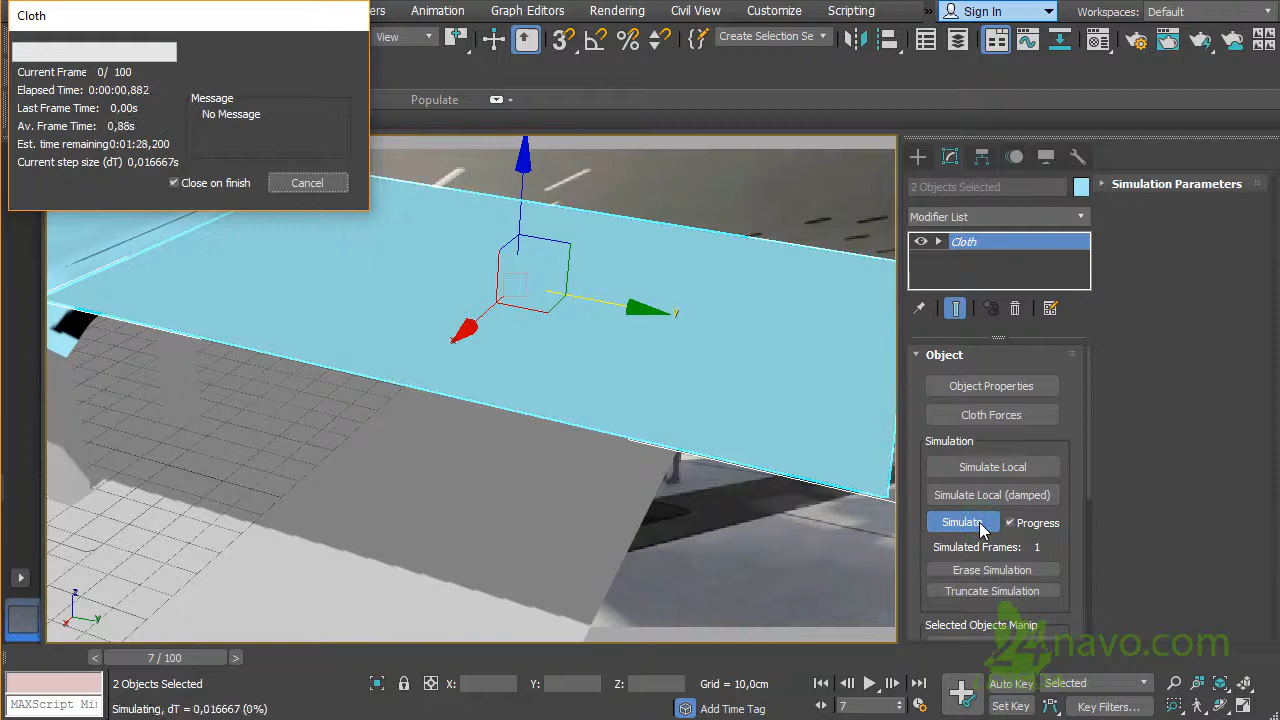 Cloth
Animation
Graph Editors
Rendering
Civil View
Customize
Scripting
Sign In
Workspaces: Default
View
Create Selection Se
Current Frame 0/ 100
Elapsed Time: 0:00:00,882
Last Frame Time: 0,00s
Av. Frame Time: 0,88s
Est. time remaining0:01:28,200
Current step size (dT) 0,016667s
Message
No Message
Close on finish
Cancel
Populate
2 Objects Selected
Simulation Parameters
Modifier List
Cloth
Object
Object Properties
Cloth Forces
Simulation
Simulate Local
Simulate Local (damped)
Simulate
Progress
Simulated Frames: 1
Erase Simulation
Truncate Simulation
Selected Objects Manip
y
z
x y
24navo.com
7 / 100
2 Objects Selected
X:
Y:
Z:
Grid = 10,0cm
Auto Key
Selected
MAXScript Mi
Simulating, dT = 0,016667 (0%)
Add Time Tag
7
Set Key
Key Filters...